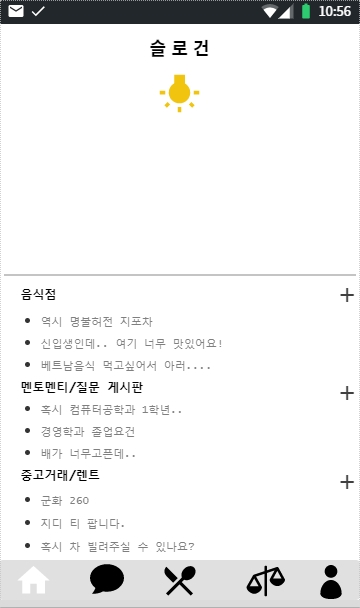 10:56
슬 로 건
음식점
역시 명불허전 지포차
신입생인데.. 여기 너무 맛있어요!
베트남음식 먹고싶어서 아러....
멘토멘티/질문 게시판
혹시 컴퓨터공학과 1학년..
경영학과 졸업요건
배가 너무고픈데..
중고거래/렌트
군화 260
지디 티 팝니다.
혹시 차 빌려주실 수 있나요?